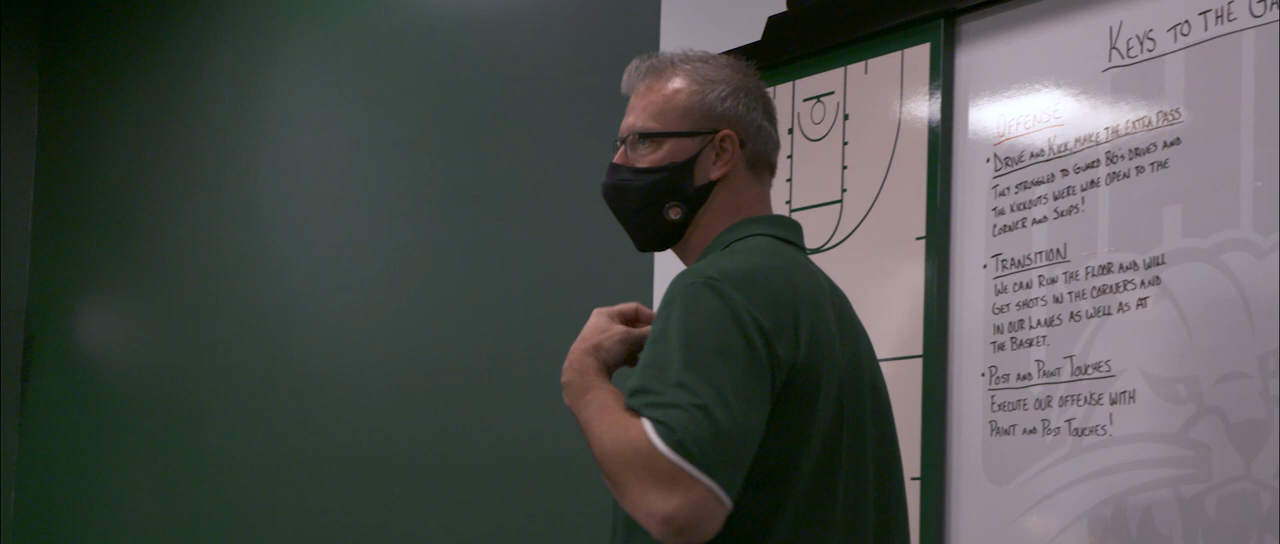 KEYS TO THE GA
OFFENSE
• DRIVE AND KICK, MAKE THE EXTRA PASS
THEY STRUGGLED TO GUARD BG'S DRIVES AND
THE KICKOUTS WERE WIDE OPEN TO THE
CORNER AND SKIPS!
• TRANSITION
WE CAN RUN THE FLOOR AND WILL
GET SHOTS IN THE CORNERS AND
IN OUR LANES AS WELL AS AT
THE BASKET.
• POST AND PAINT TOUCHES
EXECUTE OUR OFFENSE WITH
PAINT AND POST TOUCHES!